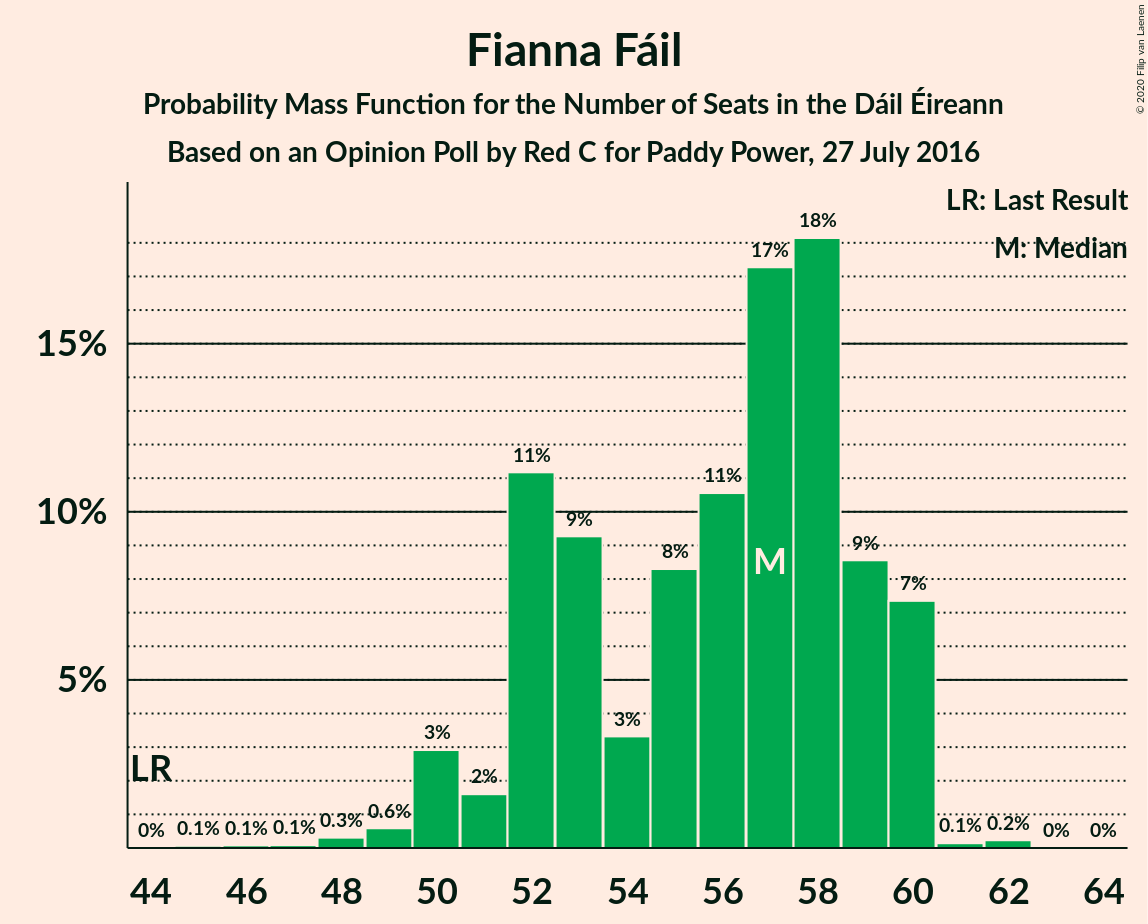 Fianna Fáil
Probability Mass Function for the Number of Seats in the Dáil Éireann
Based on an Opinion Poll by Red C for Paddy Power, 27 July 2016
© 2020 Filip van Laenen
LR: Last Result
M: Median
15%
10%
5%
LR
M
0%
0.1%
0.1%
0.1%
0.3%
0.6%
3%
2%
11%
9%
3%
8%
11%
17%
18%
9%
7%
0.1%
0.2%
0%
0%
44 46 48 50 52 54 56 58 60 62 64